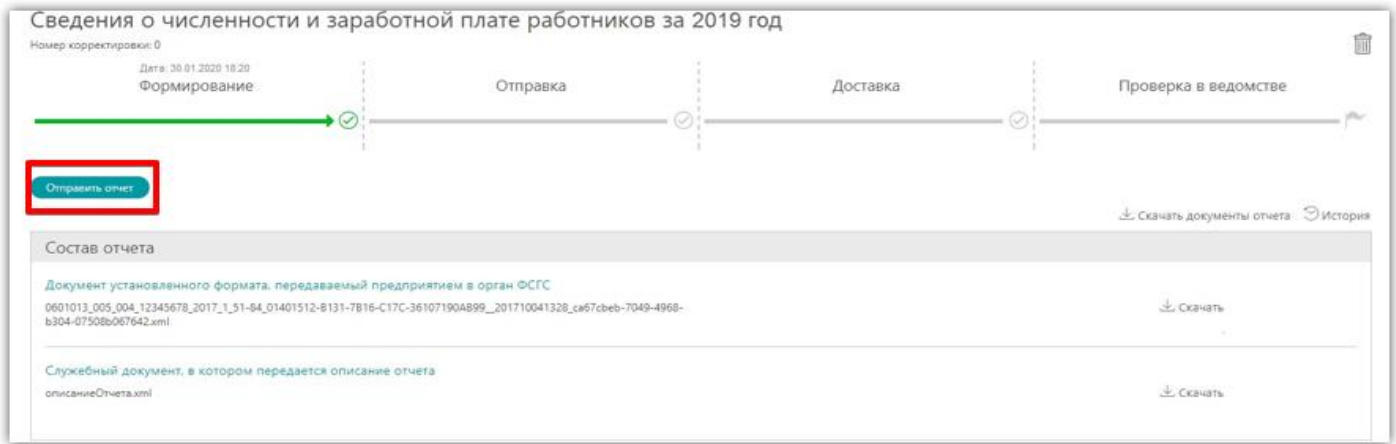 Сведения о численности и заработной плате работников за 2019 год
Номер корректировки: 0
Дата: 30.01.2020 18:20
Формирование
Отправка
Доставка
Проверка в ведомстве
Отправить отчет
Скачать документы отчета
История
Состав отчета
Документ установленного формата, передаваемый предприятием в орган ФСГС
0601013_005_004_12345678_2017_1_51-84_01401512-B131-7B16-C17C-36107190A899__201710041328_ca67cbeb-7049-4968-
b304-07508b067642.xml
Скачать
Служебный документ, в котором передается описание отчета
описаниеОтчета.xml
Скачать